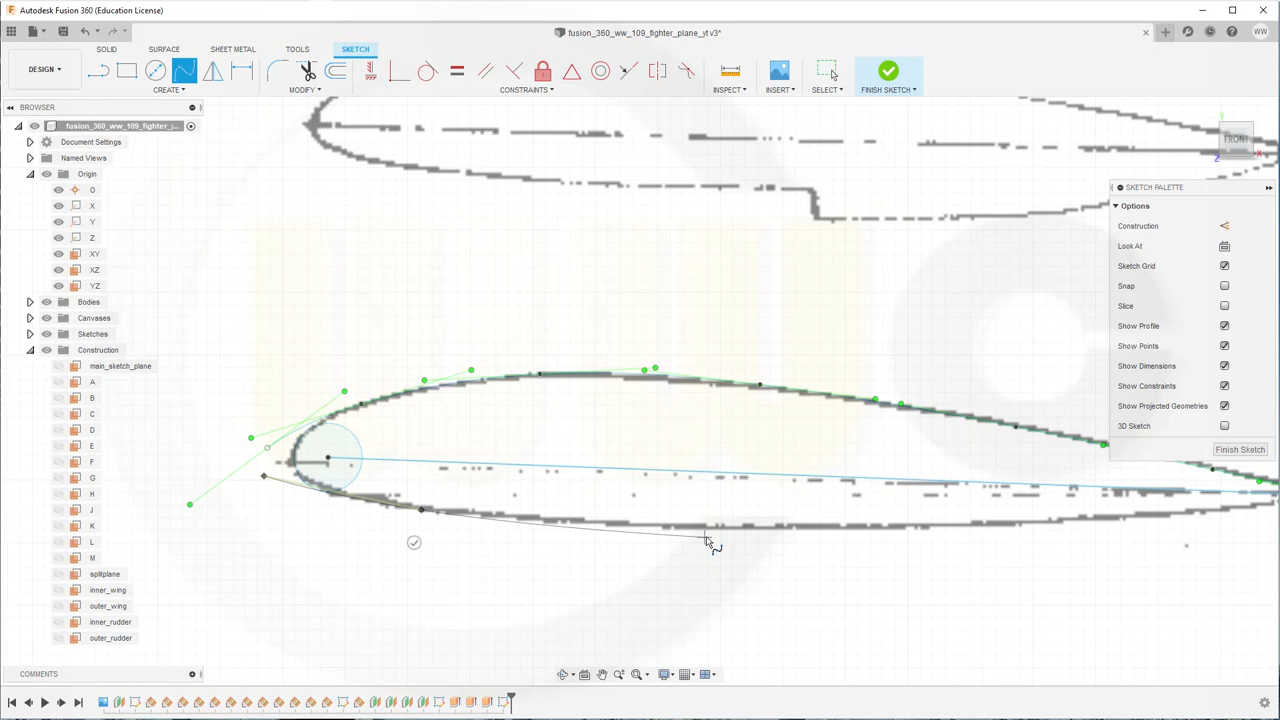 Autodesk Fusion 360 (Education License)
fusion_360_ww_109_fighter_plane_yt v3*
WW
DESIGN
SOLID
SURFACE
SHEET METAL
TOOLS
SKETCH
CREATE
MODIFY
CONSTRAINTS
INSPECT
INSERT
SELECT
FINISH SKETCH
BROWSER
fusion_360_ww_109_fighter_j...
Document Settings
Named Views
Origin
O
X
Y
Z
XY
XZ
YZ
Bodies
Canvases
Sketches
Construction
main_sketch_plane
A
B
C
D
E
F
G
H
J
K
L
M
splitplane
inner_wing
outer_wing
inner_rudder
outer_rudder
COMMENTS
Y
FRONT
X
Z
SKETCH PALETTE
Options
Construction
Look At
Sketch Grid
Snap
Slice
Show Profile
Show Points
Show Dimensions
Show Constraints
Show Projected Geometries
3D Sketch
Finish Sketch